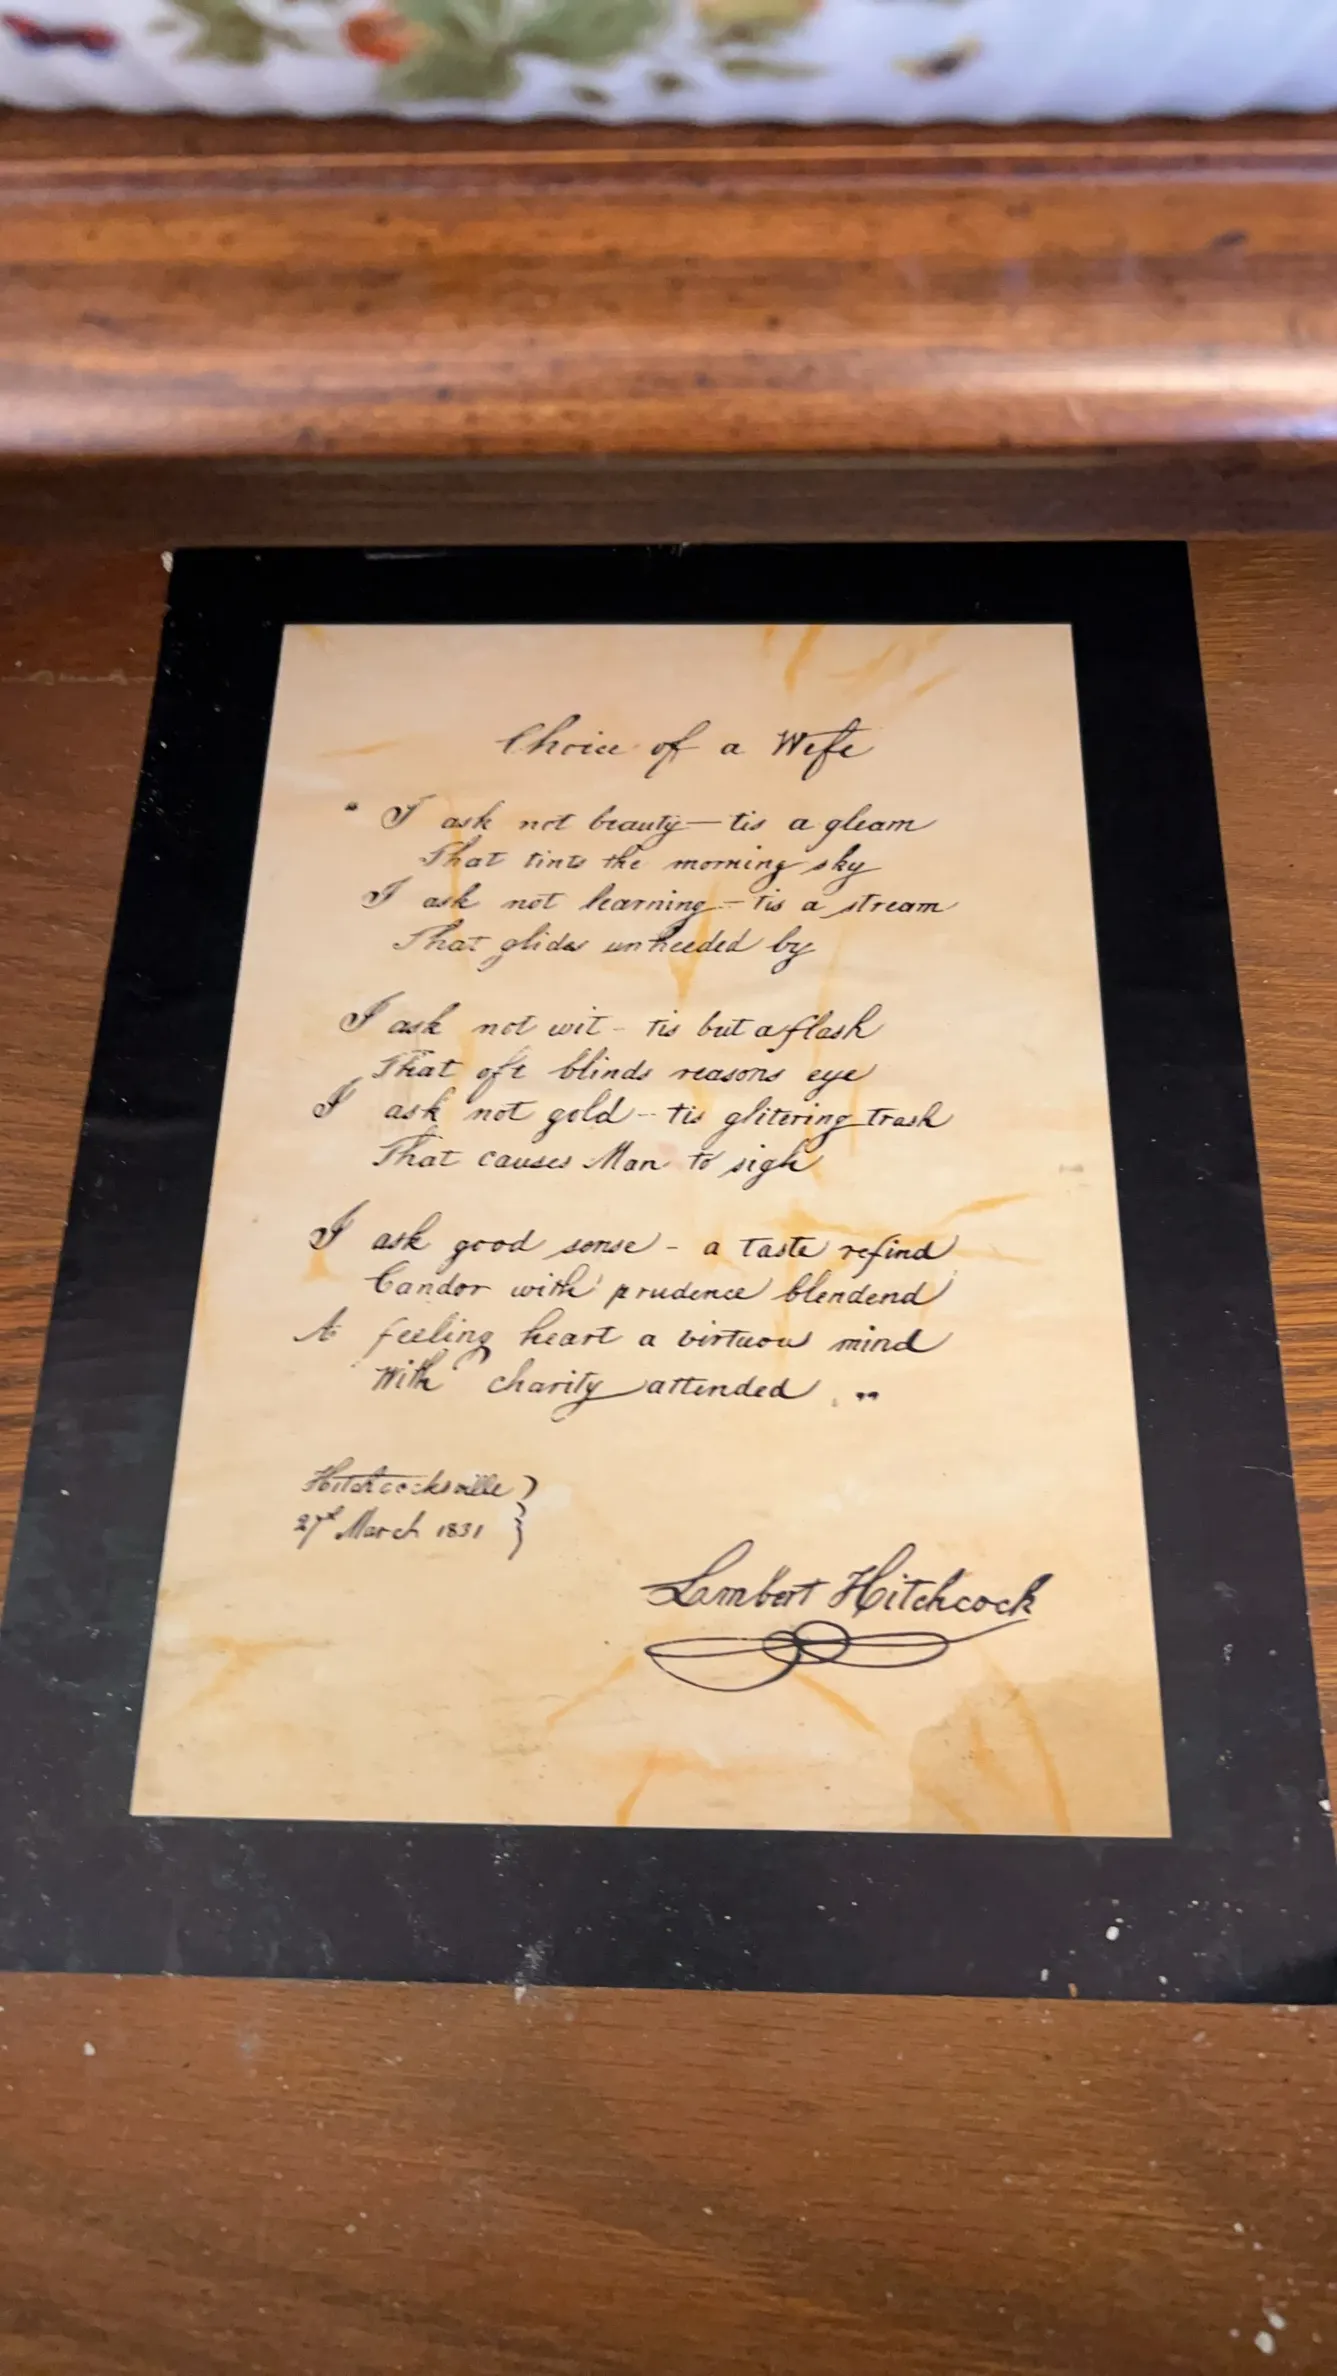 Choice of a Wife
" I ask not beauty — tis a gleam
That tints the morning sky
I ask not learning — tis a stream
That glides unheeded by
I ask not wit - tis but a flash
That oft blinds reasons eye
I ask not gold - tis glitering trash
That causes Man to sigh
I ask good sense - a taste refind
Candor with prudence blendend
A feeling heart a virtuous mind
With charity attended . "
Hitchcocksville }
27th March 1831 }
Lambert Hitchcock